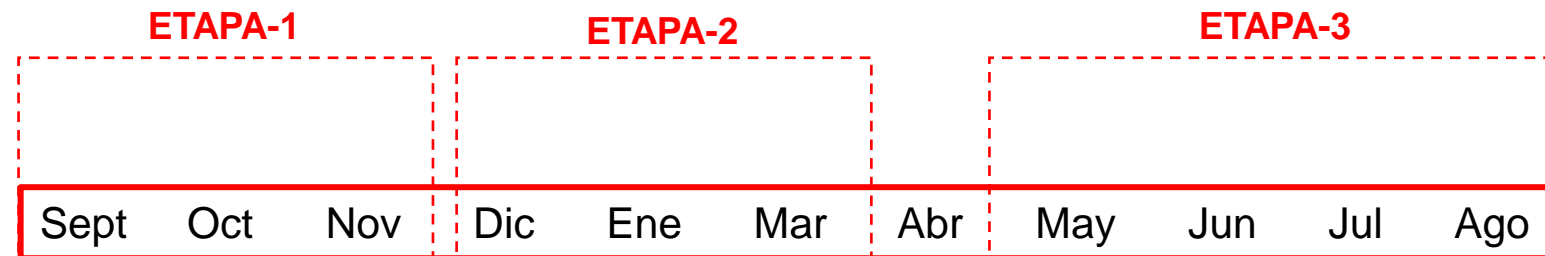 ETAPA-1 ETAPA-2 ETAPA-3
Sept Oct Nov Dic Ene Mar Abr May Jun Jul Ago